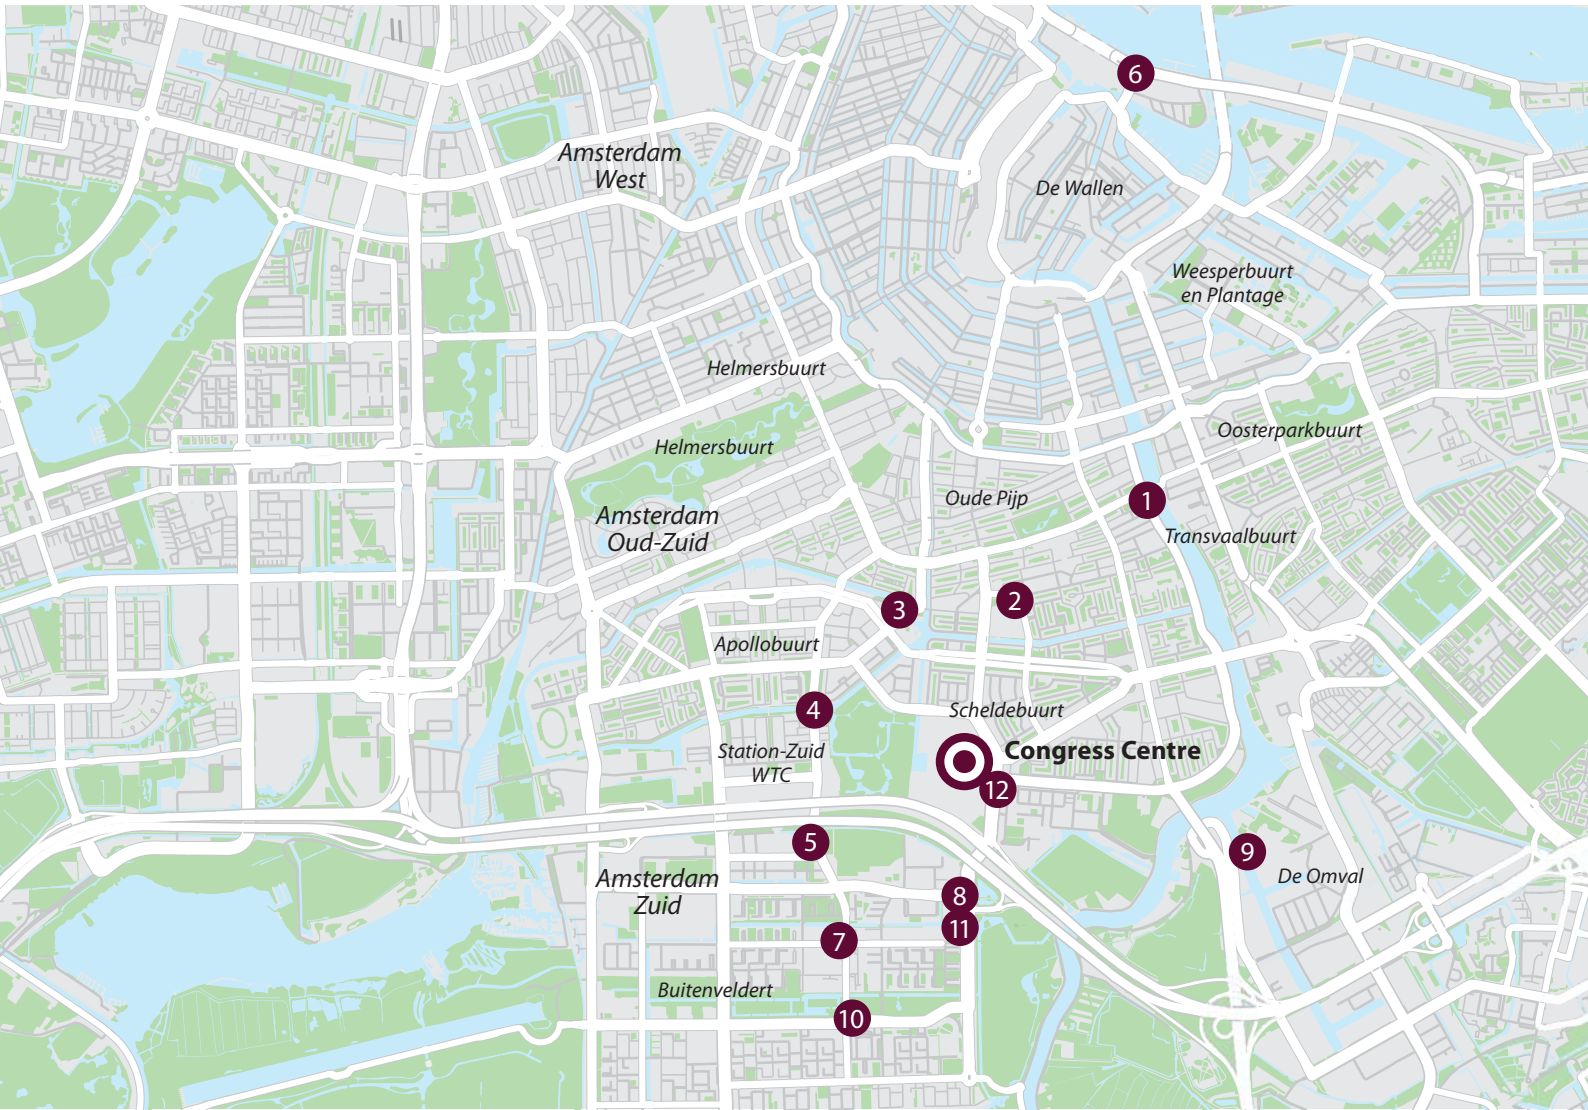 6
Amsterdam
West
De Wallen
Weesperbuurt
en Plantage
Helmersbuurt
Helmersbuurt
Oosterparkbuurt
Oude Pijp
1
Amsterdam
Oud-Zuid
Transvaalbuurt
3
2
Apollobuurt
4
Scheldebuurt
Station-Zuid
WTC
Congress Centre
12
5
9
De Omval
Amsterdam
Zuid
8
11
7
Buitenveldert
10